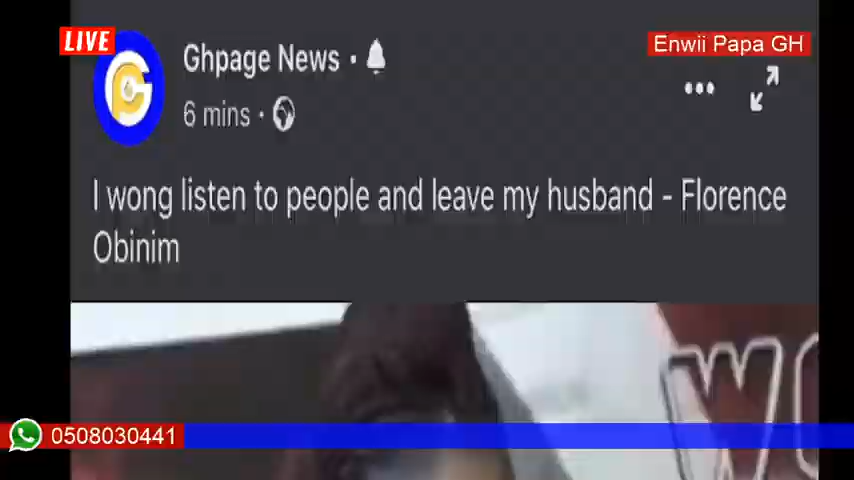 LIVE
Enwii Papa GH
Ghpage News ·
6 mins ·
I wong listen to people and leave my husband - Florence
Obinim
W
0508030441